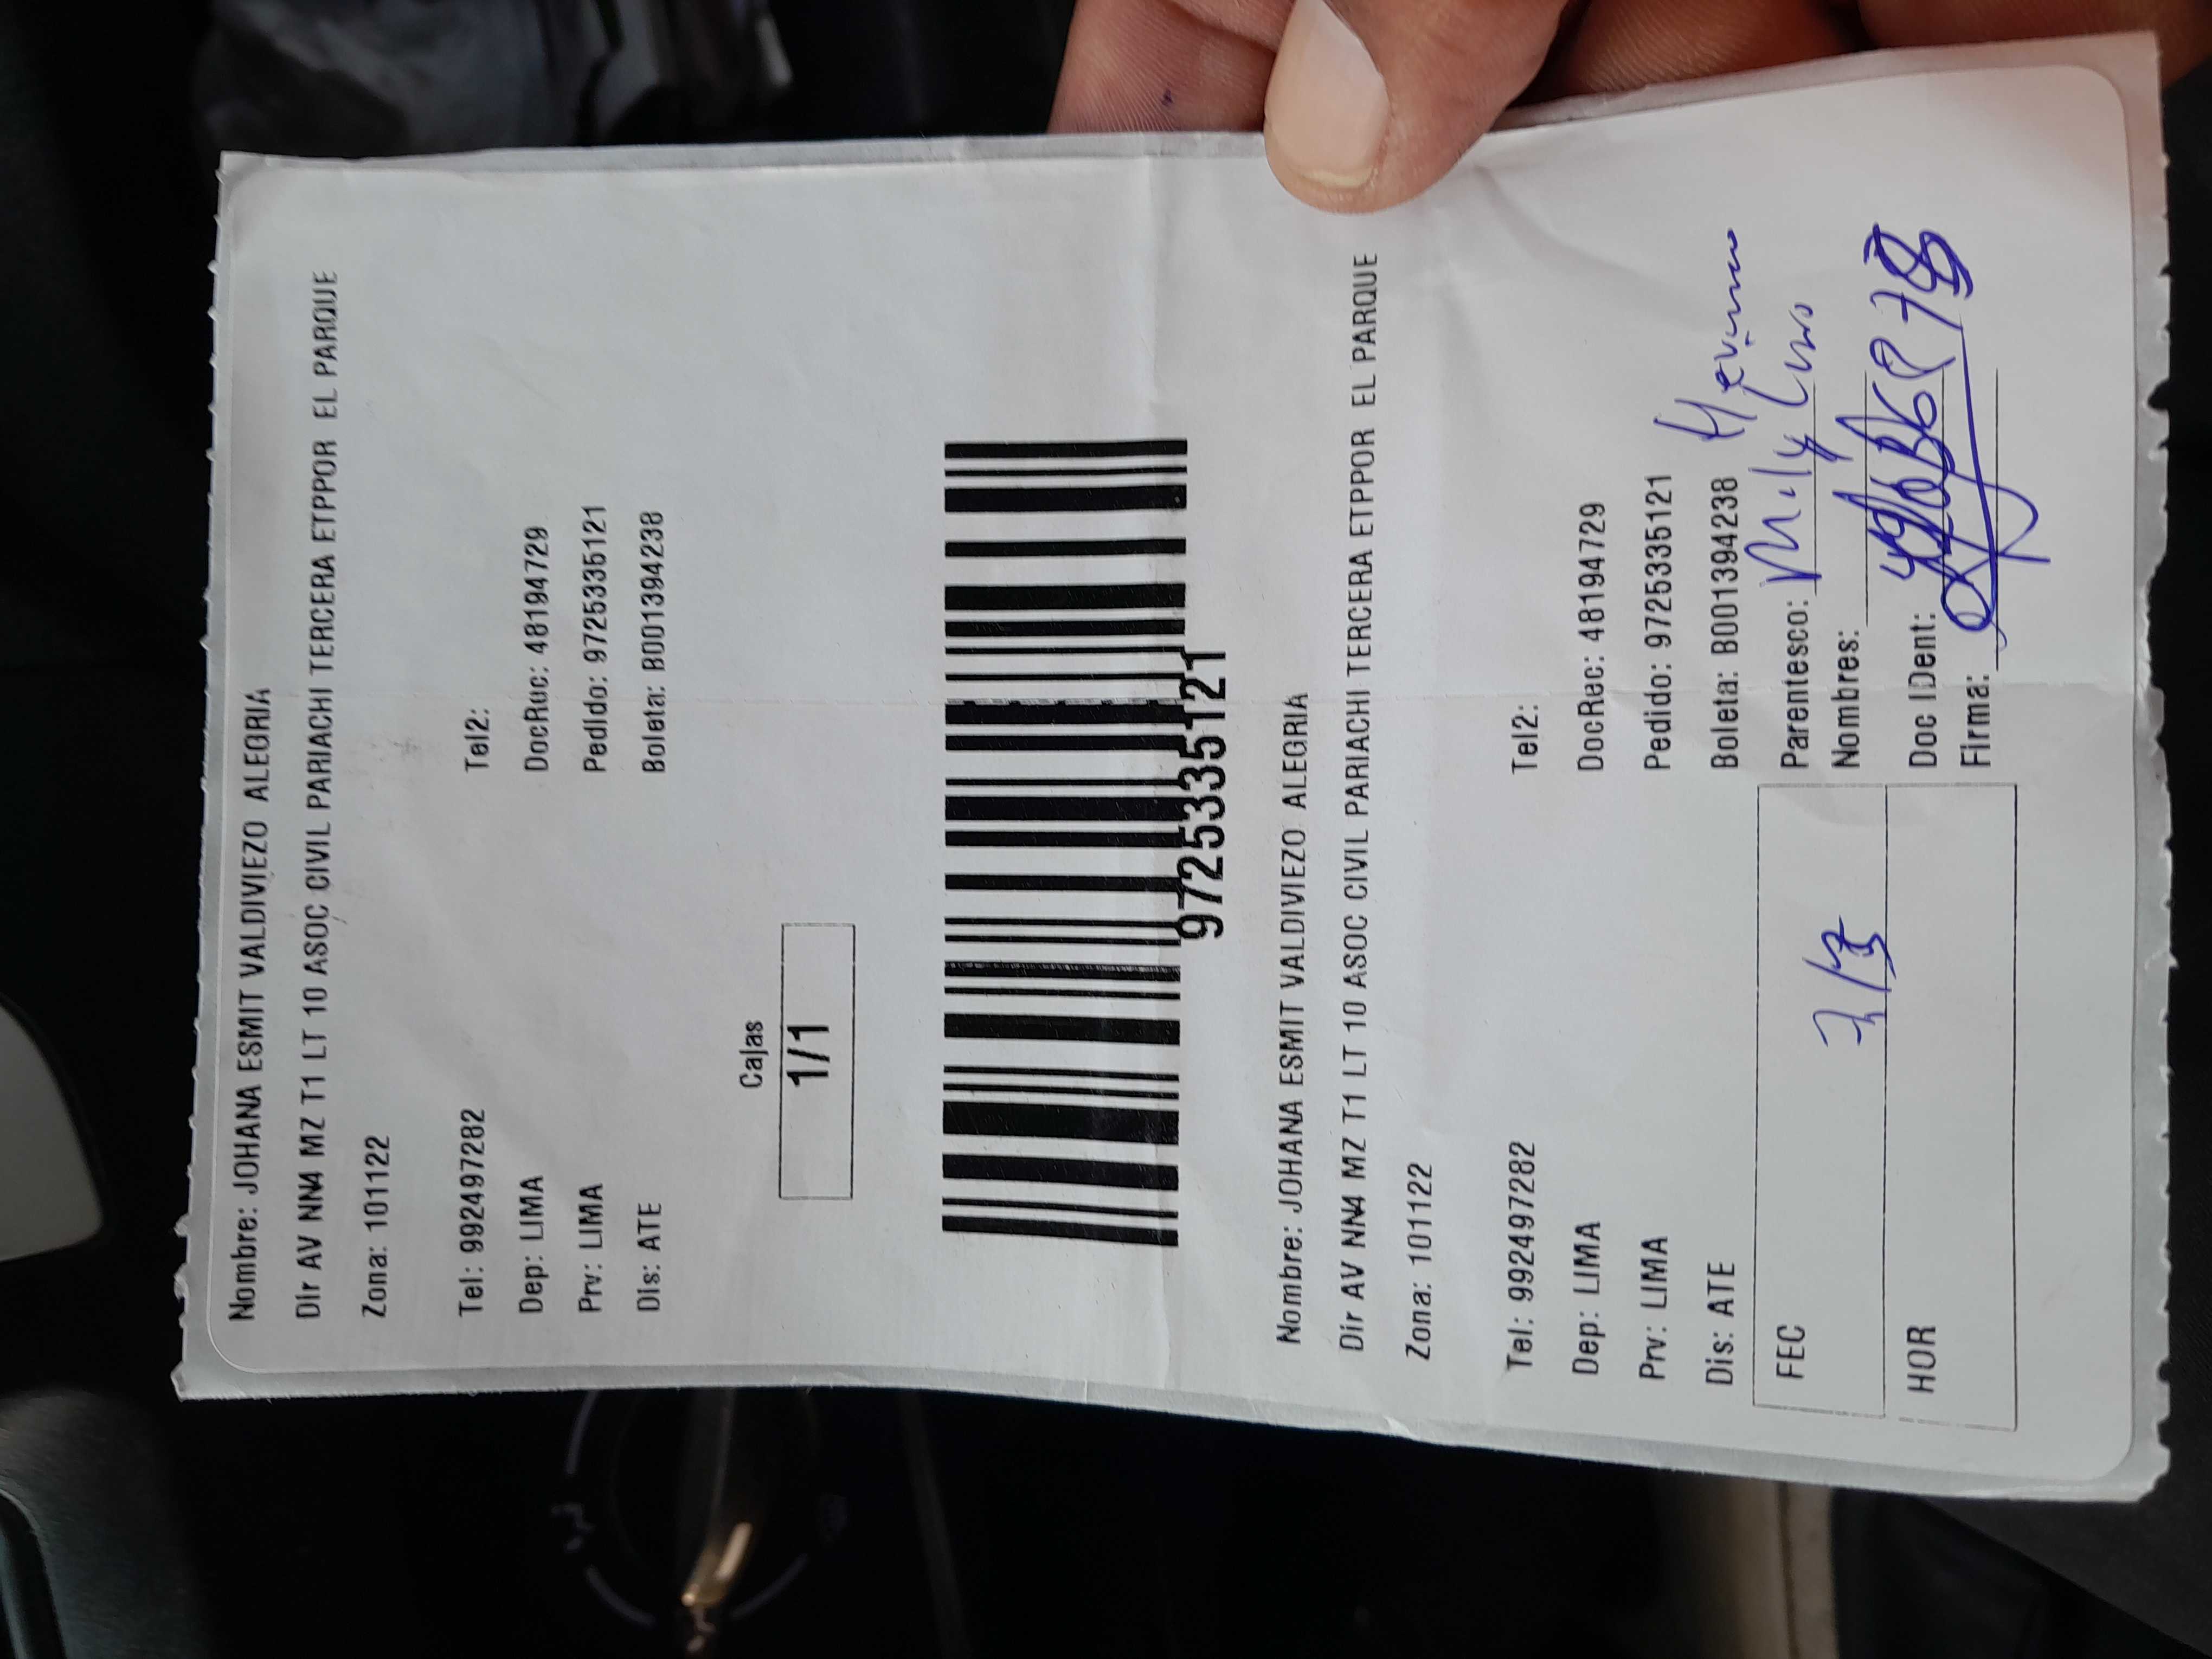 Nombre: JOHANA ESMIT VALDIVIEZO ALEGRIA
Dir AV NN4 MZ T1 LT 10 ASOC CIVIL PARIACHI TERCERA ETPPOR EL PARQUE
Zona: 101122
Tel: 992497282 Tel2:
Dep: LIMA DocRuc: 48194729
Prv: LIMA Pedido: 9725335121
Dis: ATE Boleta: B001394238
Cajas
1/1
9725335121
Nombre: JOHANA ESMIT VALDIVIEZO ALEGRIA
Dir AV NN4 MZ T1 LT 10 ASOC CIVIL PARIACHI TERCERA ETPPOR EL PARQUE
Zona: 101122
Tel: 992497282 Tel2:
Dep: LIMA DocRec: 48194729
Prv: LIMA Pedido: 9725335121
Dis: ATE Boleta: B001394238
FEC Parentesco: Mily
Nombres:
HOR Doc IDent:
Firma: